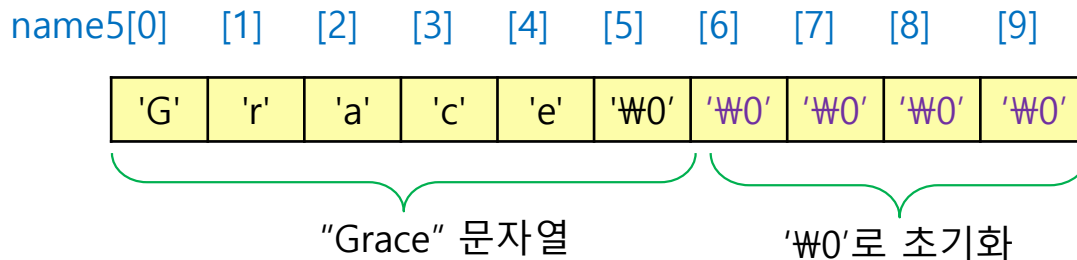 name5[0] [1] [2] [3] [4] [5] [6] [7] [8] [9]
'G' 'r' 'a' 'c' 'e' '₩0' '₩0' '₩0' '₩0' '₩0'
"Grace" 문자열 '₩0'로 초기화